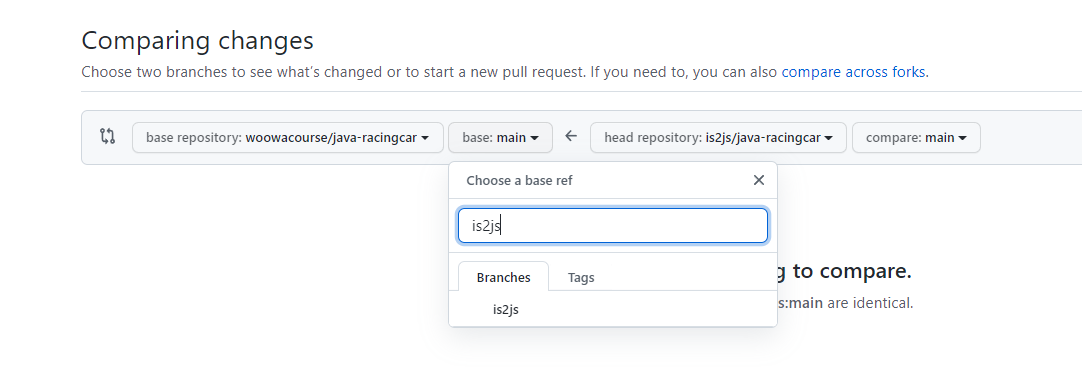 Comparing changes
Choose two branches to see what's changed or to start a new pull request. If you need to, you can also compare across forks.
base repository: woowacourse/java-racingcar base: main head repository: is2js/java-racingcar compare: main
Choose a base ref
is2js
g to compare.
Branches Tags
s:main are identical.
is2js